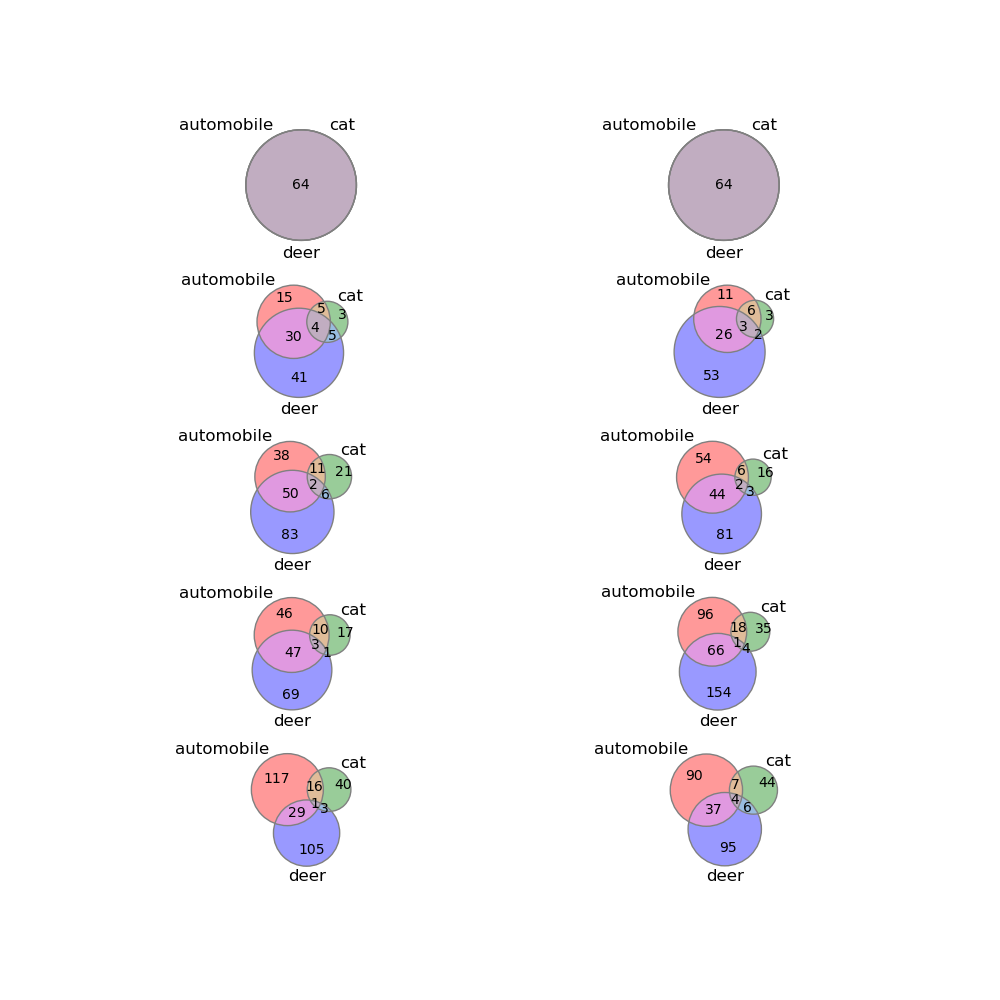 automobile cat
64
deer
automobile cat
64
deer
automobile
cat
15
5
3
4
30
5
41
deer
automobile
cat
11
6
3
3
26
2
53
deer
automobile
cat
38
11
21
2
50
6
83
deer
automobile
cat
54
6
16
2
44
3
81
deer
automobile
cat
46
10
17
3
47
1
69
deer
automobile
cat
96
18
35
1
66
4
154
deer
automobile
cat
117
16
40
1
29
3
105
deer
automobile
cat
90
7
44
4
37
6
95
deer